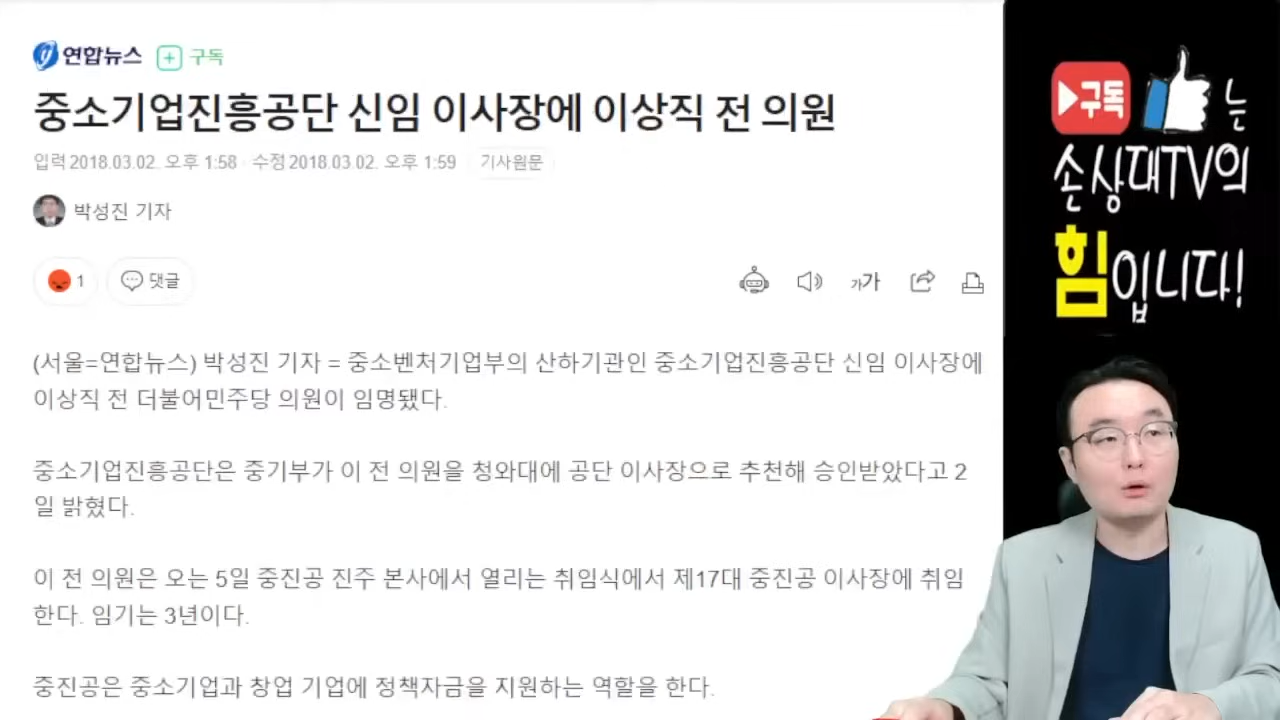 연합뉴스 구독
중소기업진흥공단 신임 이사장에 이상직 전 의원
입력 2018.03.02. 오후 1:58 · 수정 2018.03.02. 오후 1:59 기사원문
박성진 기자
1 댓글
가가
(서울=연합뉴스) 박성진 기자 = 중소벤처기업부의 산하기관인 중소기업진흥공단 신임 이사장에
이상직 전 더불어민주당 의원이 임명됐다.
중소기업진흥공단은 중기부가 이 전 의원을 청와대에 공단 이사장으로 추천해 승인받았다고 2
일 밝혔다.
이 전 의원은 오는 5일 중진공 진주 본사에서 열리는 취임식에서 제17대 중진공 이사장에 취임
한다. 임기는 3년이다.
중진공은 중소기업과 창업 기업에 정책자금을 지원하는 역할을 한다.
구독 는
손상대TV의
힘입니다!